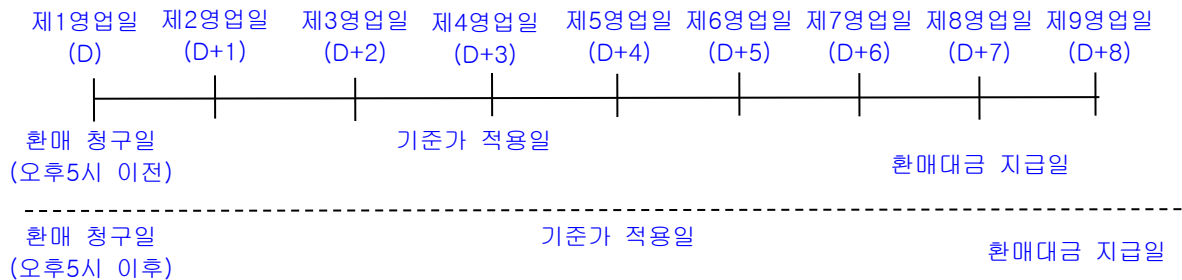 제1영업일 제2영업일 제3영업일 제4영업일 제5영업일 제6영업일 제7영업일 제8영업일 제9영업일
(D) (D+1) (D+2) (D+3) (D+4) (D+5) (D+6) (D+7) (D+8)
환매 청구일 기준가 적용일
(오후5시 이전) 환매대금 지급일
환매 청구일 기준가 적용일
(오후5시 이후) 환매대금 지급일